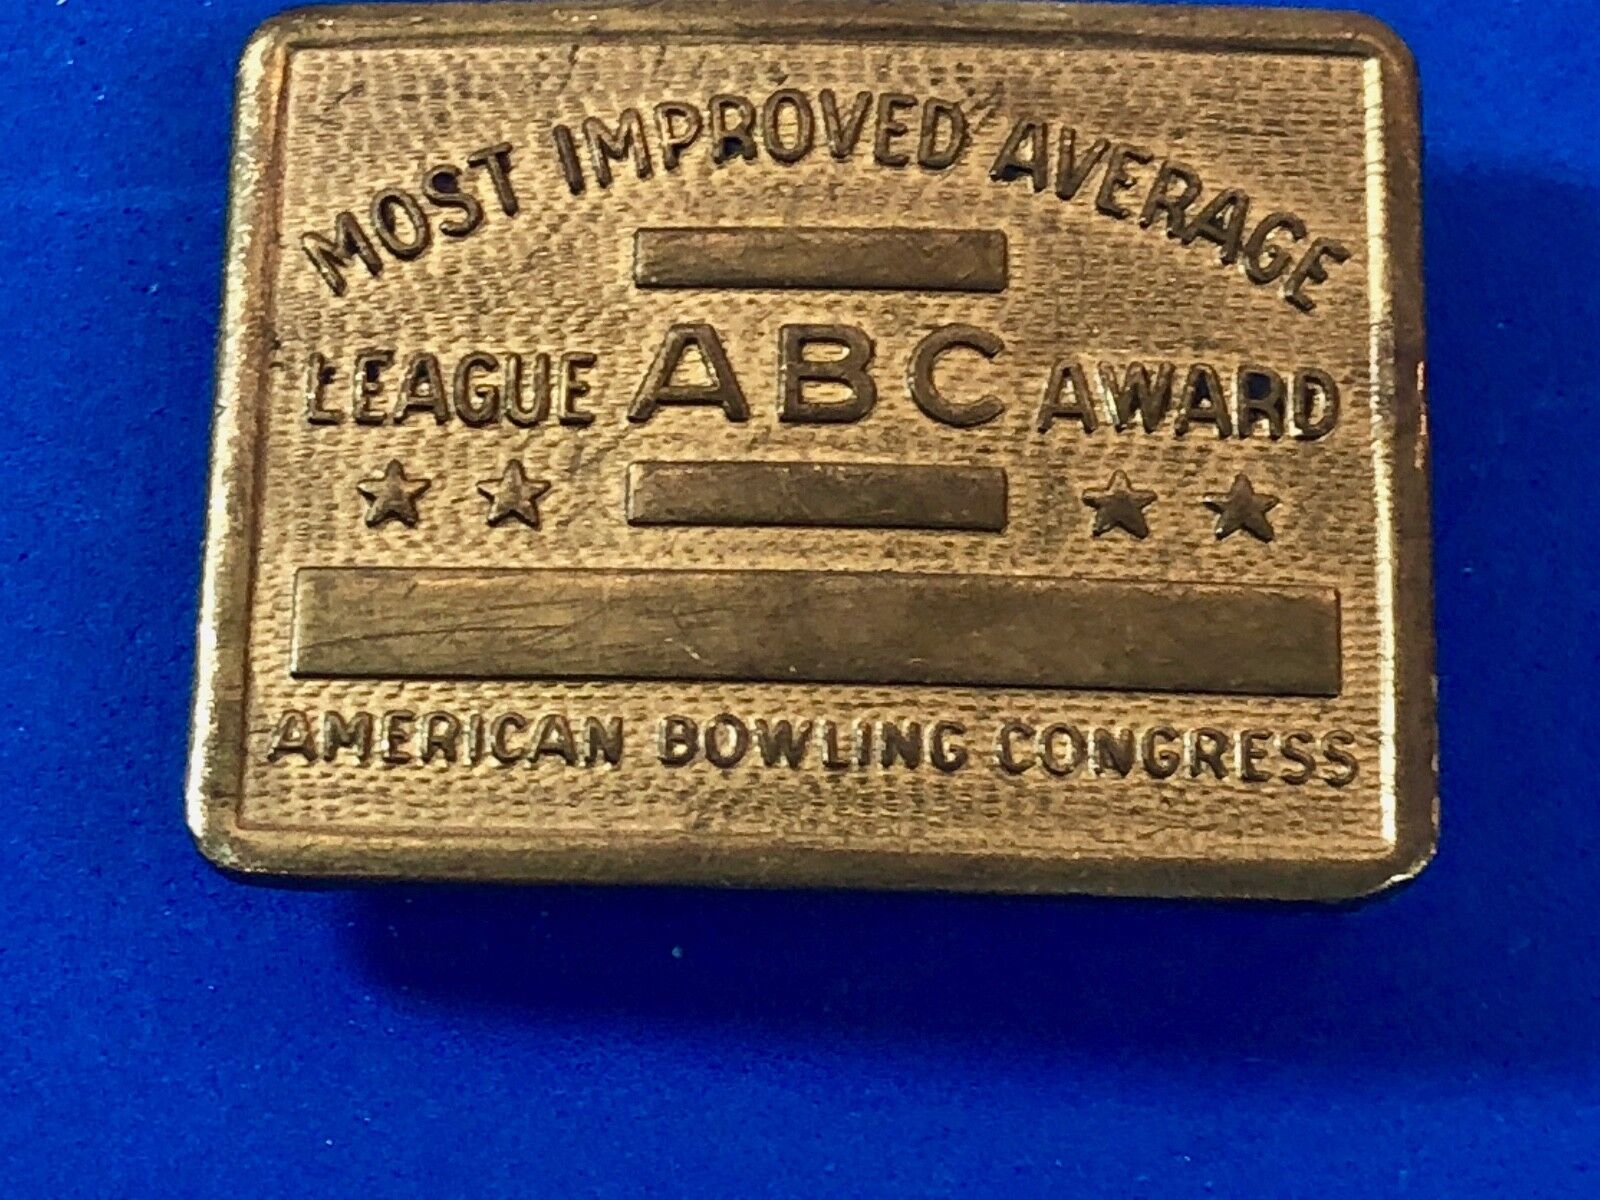 MOST IMPROVED AVERAGE
LEAGUE ABC AWARD
AMERICAN BOWLING CONGRESS